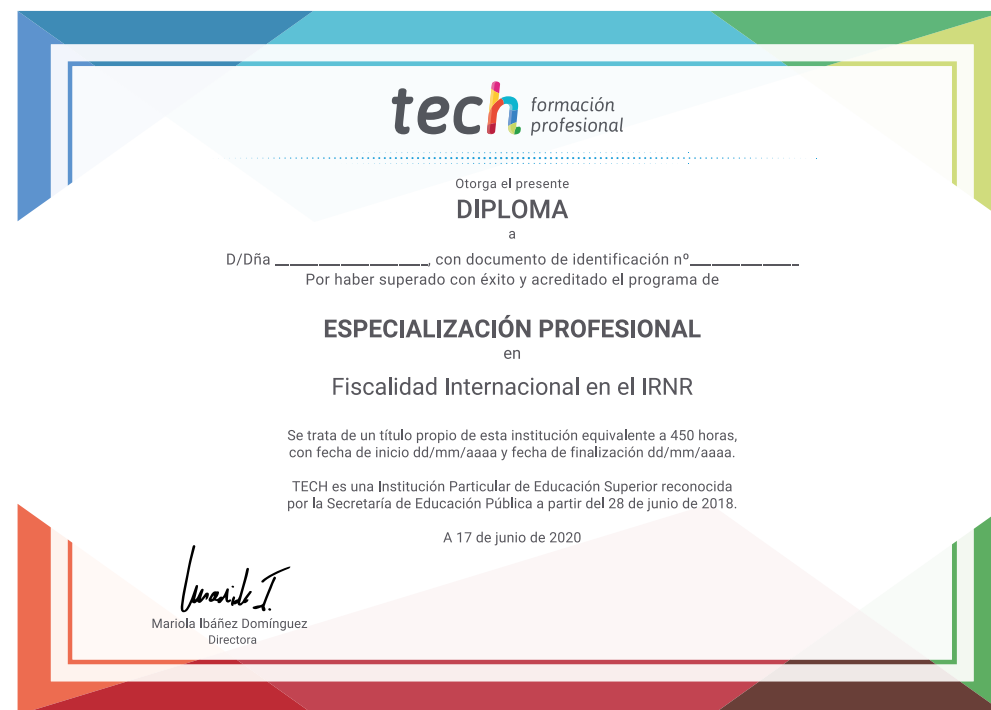 tech formación
profesional
Otorga el presente
DIPLOMA
a
D/Dña ______________, con documento de identificación nº__________
Por haber superado con éxito y acreditado el programa de
ESPECIALIZACIÓN PROFESIONAL
en
Fiscalidad Internacional en el IRNR
Se trata de un título propio de esta institución equivalente a 450 horas,
con fecha de inicio dd/mm/aaaa y fecha de finalización dd/mm/aaaa.
TECH es una Institución Particular de Educación Superior reconocida
por la Secretaría de Educación Pública a partir del 28 de junio de 2018.
A 17 de junio de 2020
Mariola I.
Mariola Ibáñez Domínguez
Directora